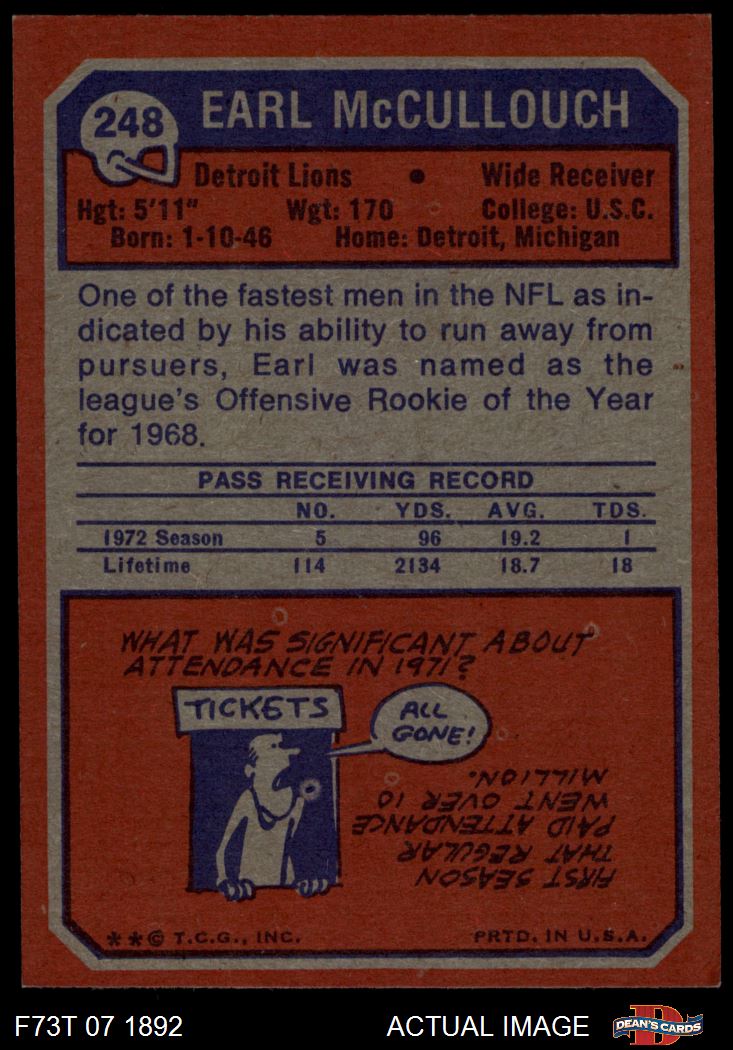 248
EARL McCULLOUCH
Detroit Lions • Wide Receiver
Hgt: 5'11" Wgt: 170 College: U.S.C.
Born: 1-10-46 Home: Detroit, Michigan
One of the fastest men in the NFL as in-
dicated by his ability to run away from
pursuers, Earl was named as the
league's Offensive Rookie of the Year
for 1968.
PASS RECEIVING RECORD
NO. YDS. AVG. TDS.
1972 Season 5 96 19.2 1
Lifetime 114 2134 18.7 18
WHAT WAS SIGNIFICANT ABOUT
ATTENDANCE IN 1971?
TICKETS
ALL
GONE!
FIRST SEASON
THAT REGULAR
PAID ATTENDANCE
WENT OVER 10
MILLION.
**© T.C.G., INC. PRTD. IN U.S.A.
F73T 07 1892 ACTUAL IMAGE
D
DEAN'S CARDS